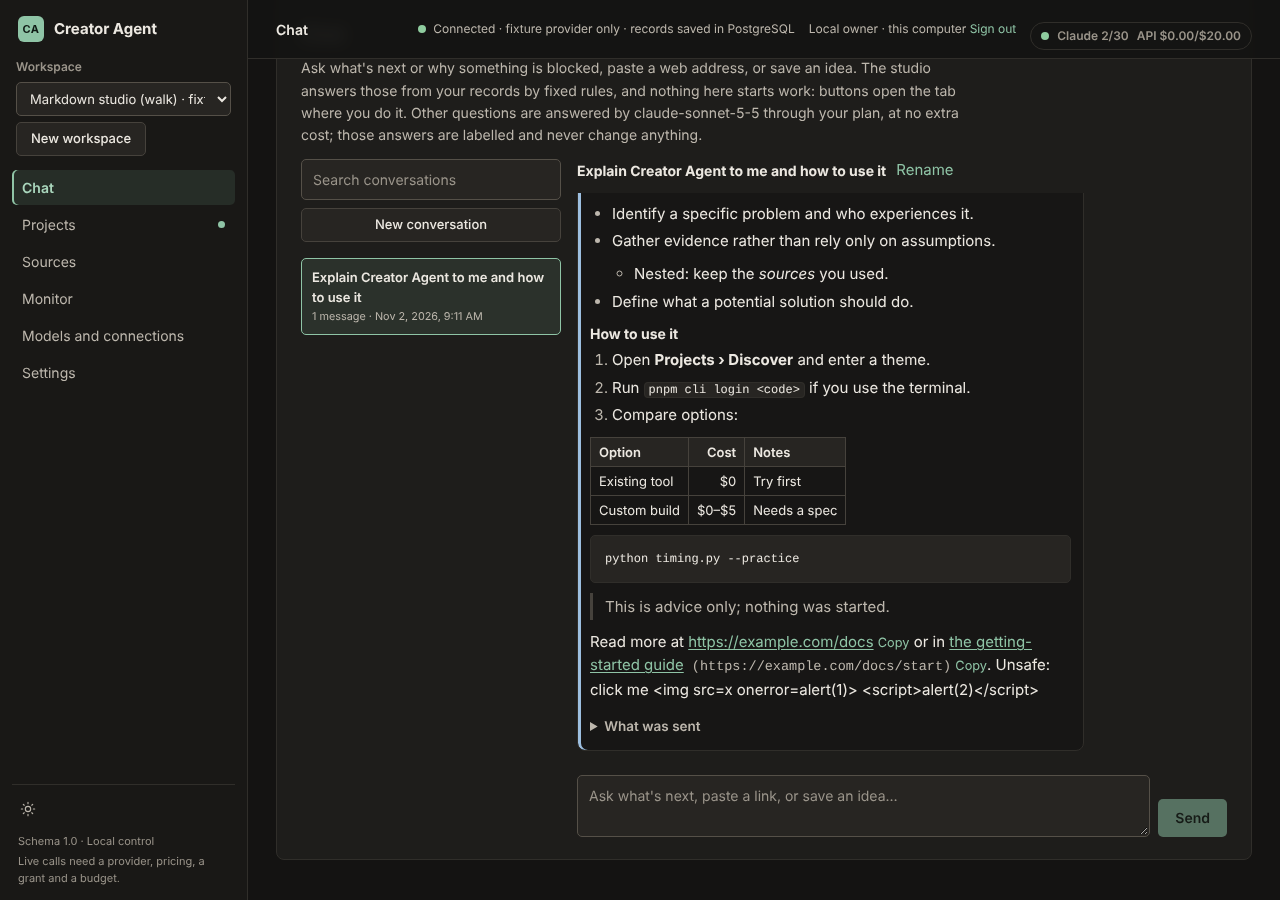 CA Creator Agent
Workspace
Markdown studio (walk) · fix
New workspace
Chat
Projects
Sources
Monitor
Models and connections
Settings
Schema 1.0 · Local control
Live calls need a provider, pricing, a
grant and a budget.
Chat
Connected · fixture provider only · records saved in PostgreSQL
Local owner · this computer Sign out
Claude 2/30 API $0.00/$20.00
Ask what's next or why something is blocked, paste a web address, or save an idea. The studio
answers those from your records by fixed rules, and nothing here starts work: buttons open the tab
where you do it. Other questions are answered by claude-sonnet-5-5 through your plan, at no extra
cost; those answers are labelled and never change anything.
Search conversations
New conversation
Explain Creator Agent to me and how
to use it
1 message · Nov 2, 2026, 9:11 AM
Explain Creator Agent to me and how to use it Rename
• Identify a specific problem and who experiences it.
• Gather evidence rather than rely only on assumptions.
◦ Nested: keep the sources you used.
• Define what a potential solution should do.
How to use it
1. Open Projects › Discover and enter a theme.
2. Run pnpm cli login <code> if you use the terminal.
3. Compare options:
Option Cost Notes
Existing tool $0 Try first
Custom build $0–$5 Needs a spec
python timing.py --practice
This is advice only; nothing was started.
Read more at https://example.com/docs Copy or in the getting-
started guide (https://example.com/docs/start) Copy. Unsafe:
click me <img src=x onerror=alert(1)> <script>alert(2)</script>
▶ What was sent
Ask what's next, paste a link, or save an idea...
Send